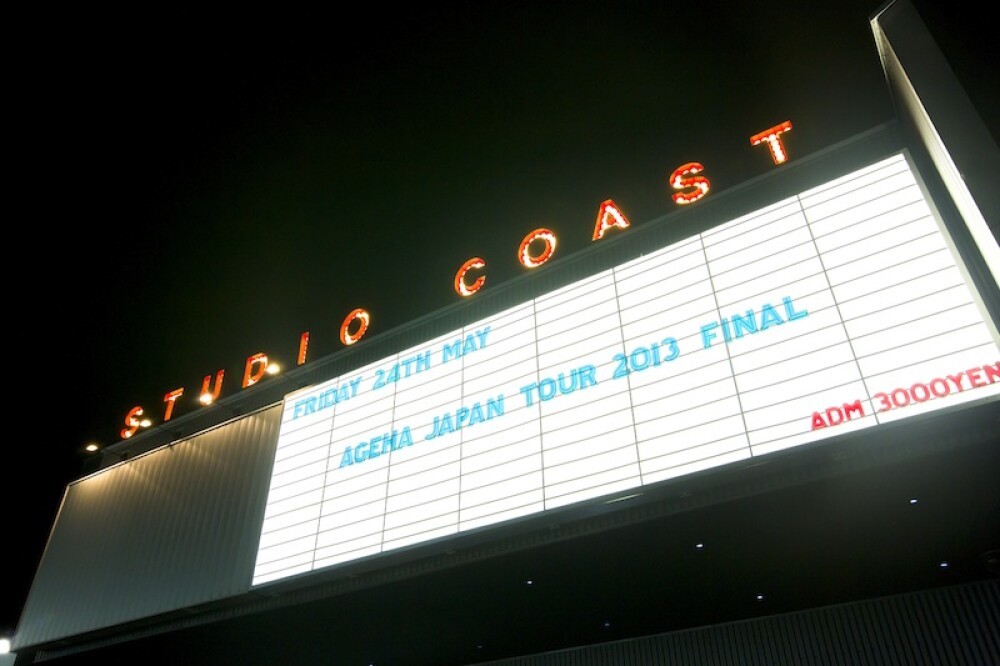 STUDIO COAST
FRIDAY 24TH MAY
AGEHA JAPAN TOUR 2013 FINAL
ADM 3000YEN